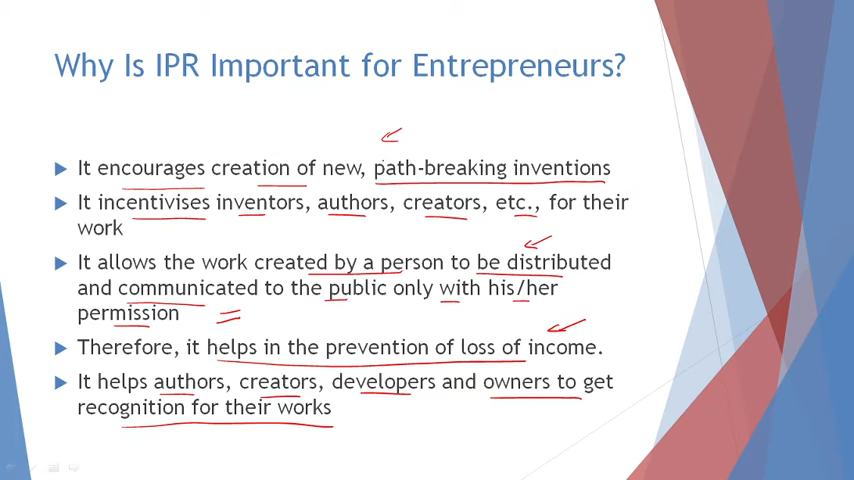 Why Is IPR Important for Entrepreneurs?
It encourages creation of new, path-breaking inventions
It incentivises inventors, authors, creators, etc., for their
work
It allows the work created by a person to be distributed
and communicated to the public only with his/her
permission
Therefore, it helps in the prevention of loss of income.
It helps authors, creators, developers and owners to get
recognition for their works